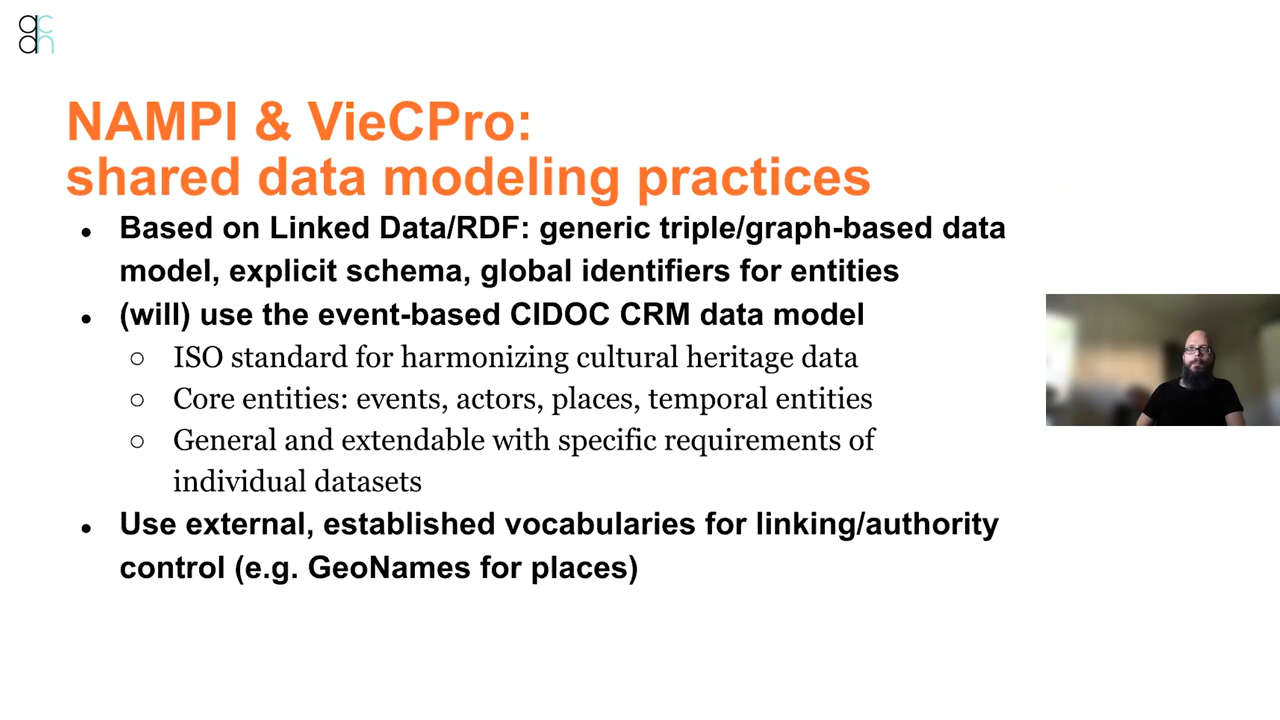 ac
dh
NAMPI & VieCPro:
shared data modeling practices
● Based on Linked Data/RDF: generic triple/graph-based data
model, explicit schema, global identifiers for entities
● (will) use the event-based CIDOC CRM data model
○ ISO standard for harmonizing cultural heritage data
○ Core entities: events, actors, places, temporal entities
○ General and extendable with specific requirements of
individual datasets
● Use external, established vocabularies for linking/authority
control (e.g. GeoNames for places)